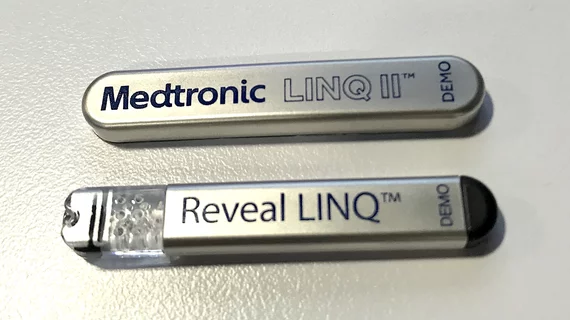 Medtronic LINQ II™ DEMO
Reveal LINQ™ DEMO